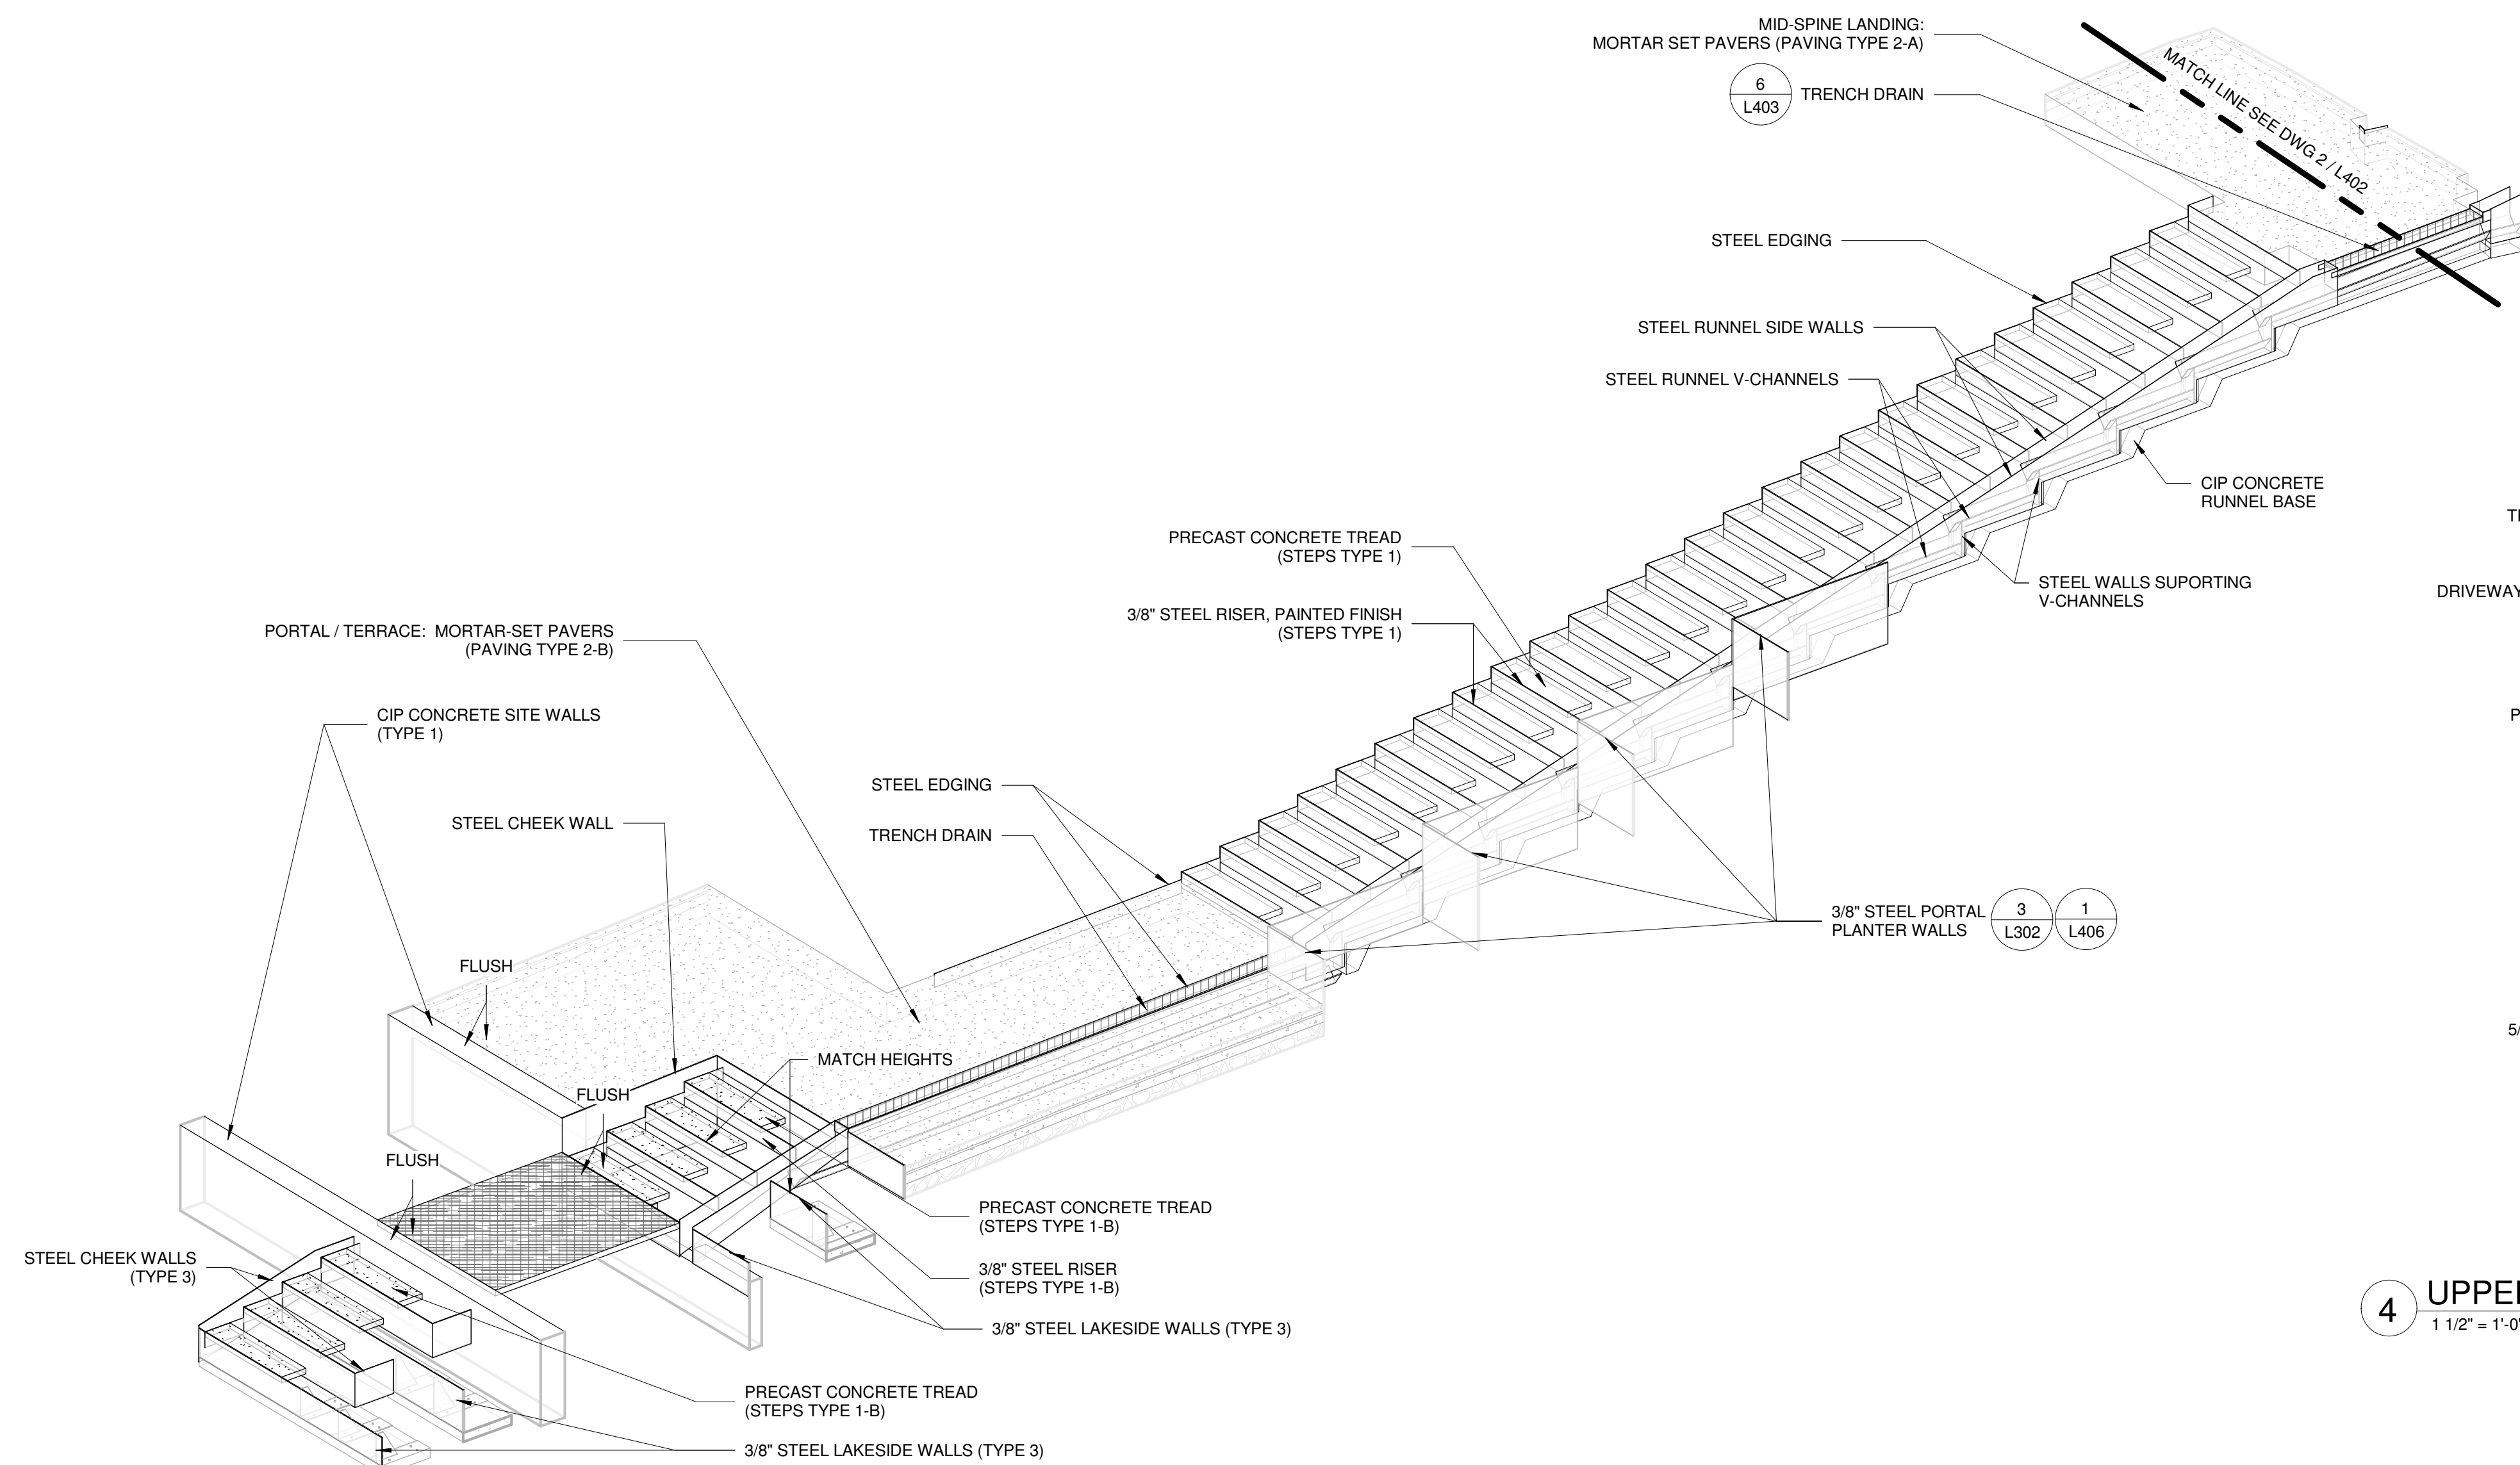 MID-SPINE LANDING:
MORTAR SET PAVERS (PAVING TYPE 2-A)
6
L403
TRENCH DRAIN
MATCH LINE SEE DWG 2 / L402
STEEL EDGING
STEEL RUNNEL SIDE WALLS
STEEL RUNNEL V-CHANNELS
CIP CONCRETE
RUNNEL BASE
PRECAST CONCRETE TREAD
(STEPS TYPE 1)
STEEL WALLS SUPORTING
V-CHANNELS
DRIVEWAY
3/8" STEEL RISER, PAINTED FINISH
(STEPS TYPE 1)
PORTAL / TERRACE:  MORTAR-SET PAVERS
(PAVING TYPE 2-B)
CIP CONCRETE SITE WALLS
(TYPE 1)
STEEL EDGING
STEEL CHEEK WALL
TRENCH DRAIN
3/8" STEEL PORTAL
PLANTER WALLS
3
L302
1
L406
FLUSH
MATCH HEIGHTS
FLUSH
FLUSH
PRECAST CONCRETE TREAD
(STEPS TYPE 1-B)
STEEL CHEEK WALLS
(TYPE 3)
3/8" STEEL RISER
(STEPS TYPE 1-B)
3/8" STEEL LAKESIDE WALLS (TYPE 3)
4
UPPE
1 1/2" = 1'-0"
PRECAST CONCRETE TREAD
(STEPS TYPE 1-B)
3/8" STEEL LAKESIDE WALLS (TYPE 3)